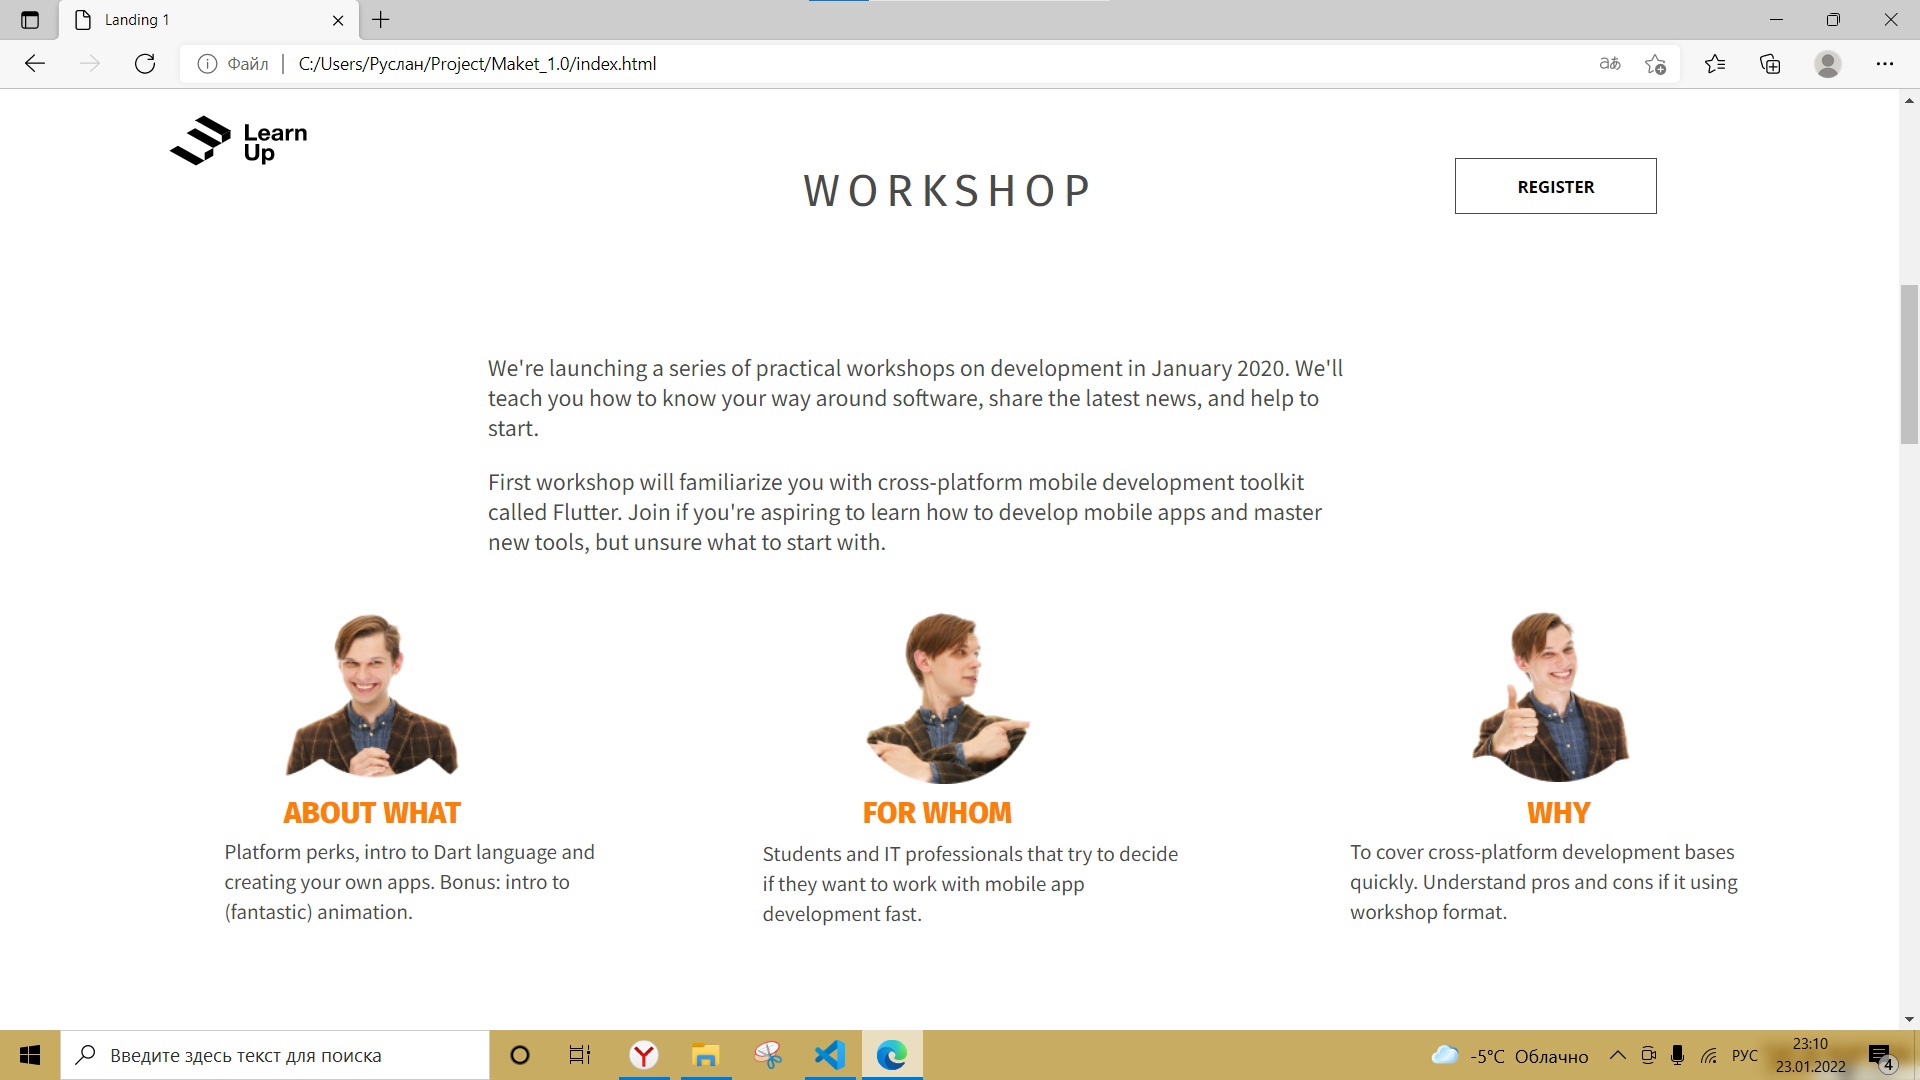 Landing 1
Файл
C:/Users/Руслан/Project/Maket_1.0/index.html
Learn
Up
WORKSHOP
REGISTER
We're launching a series of practical workshops on development in January 2020. We'll
teach you how to know your way around software, share the latest news, and help to
start.
First workshop will familiarize you with cross-platform mobile development toolkit
called Flutter. Join if you're aspiring to learn how to develop mobile apps and master
new tools, but unsure what to start with.
ABOUT WHAT
Platform perks, intro to Dart language and
creating your own apps. Bonus: intro to
(fantastic) animation.
FOR WHOM
Students and IT professionals that try to decide
if they want to work with mobile app
development fast.
WHY
To cover cross-platform development bases
quickly. Understand pros and cons if it using
workshop format.
Введите здесь текст для поиска
-5°C Облачно
РУС
23:10
23.01.2022
4